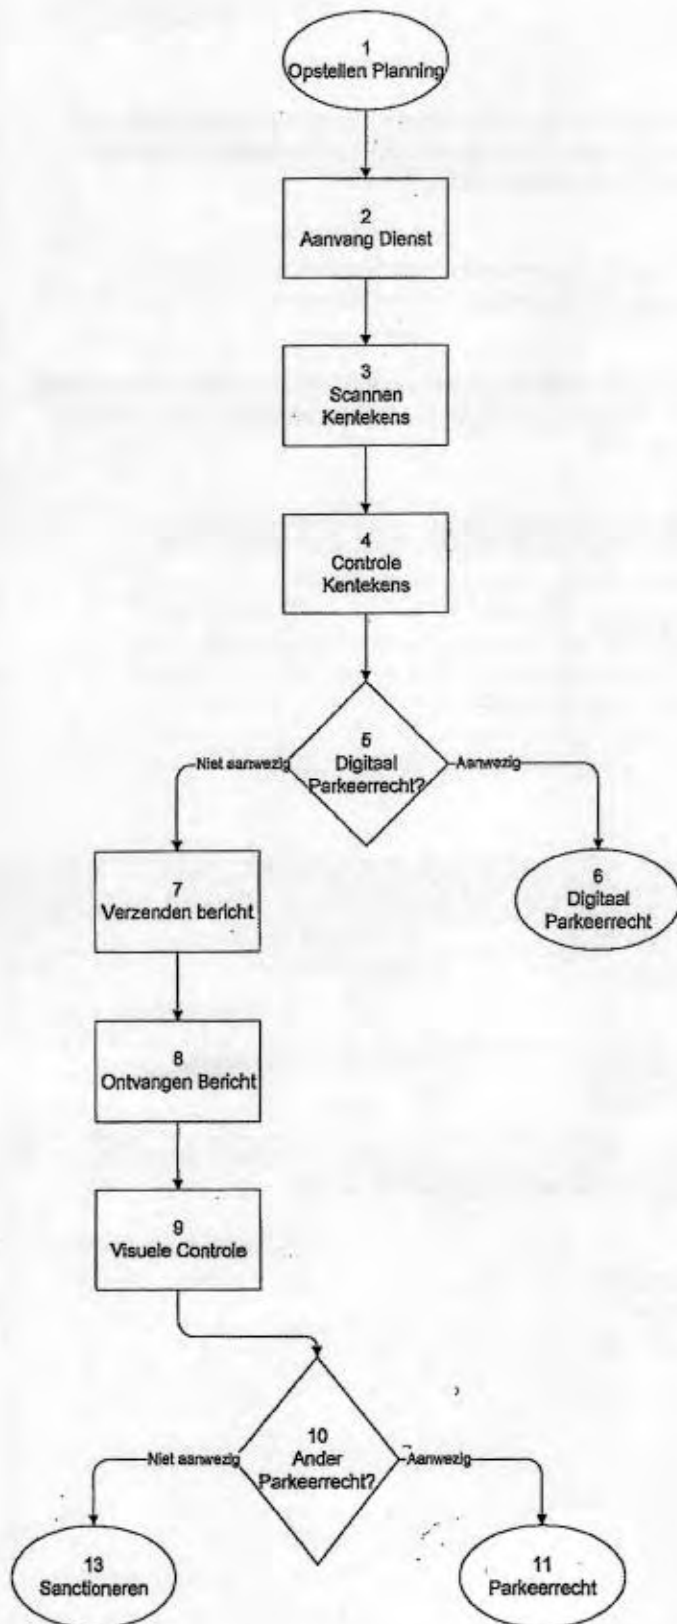 1
Opstellen Planning
2
Aanvang Dienst
3
Scannen
Kentekens
4
Controle
Kentekens
5
Digitaal
Parkeerrecht?
Niet aanwezig
Aanwezig
6
Digitaal
Parkeerrecht
7
Verzenden bericht
8
Ontvangen Bericht
9
Visuele Controle
10
Ander
Parkeerrecht?
Niet aanwezig
Aanwezig
13
Sanctioneren
11
Parkeerrecht